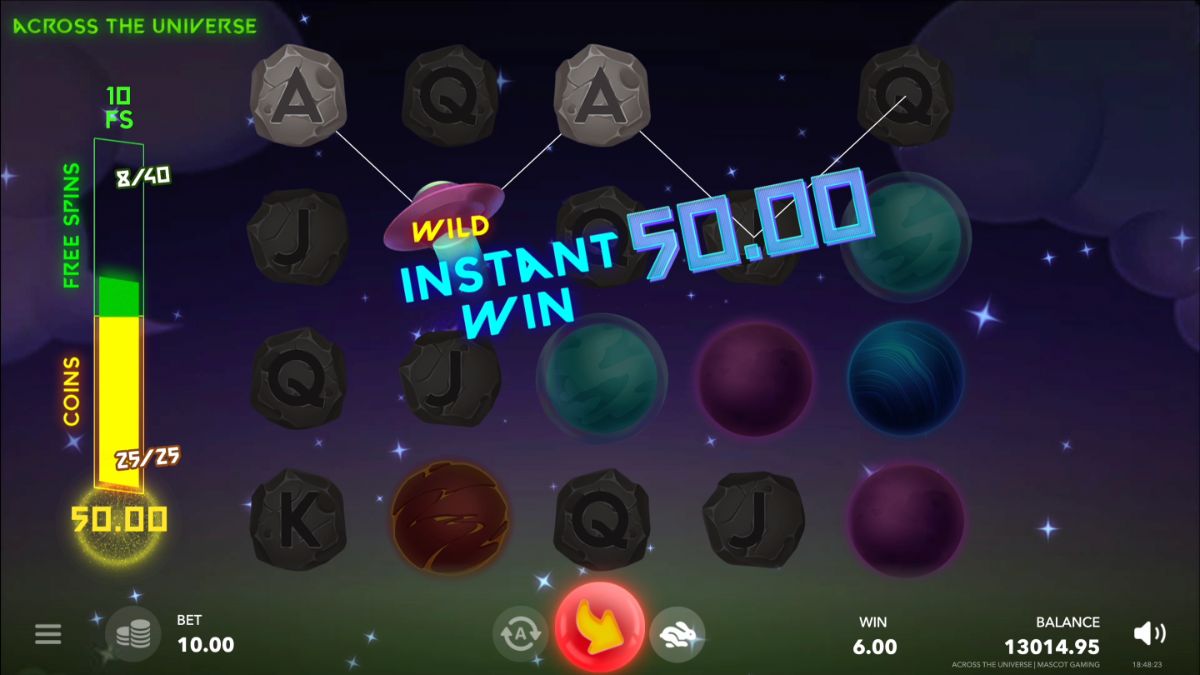 ACROSS THE UNIVERSE
10
FS
8/40
FREE SPINS
COINS
25/25
50.00
A Q A Q
J WILD Q
INSTANT 50.00
WIN
Q J
K Q J
BET
10.00
A
WIN
6.00
BALANCE
13014.95
ACROSS THE UNIVERSE | MASCOT GAMING
18:48:23